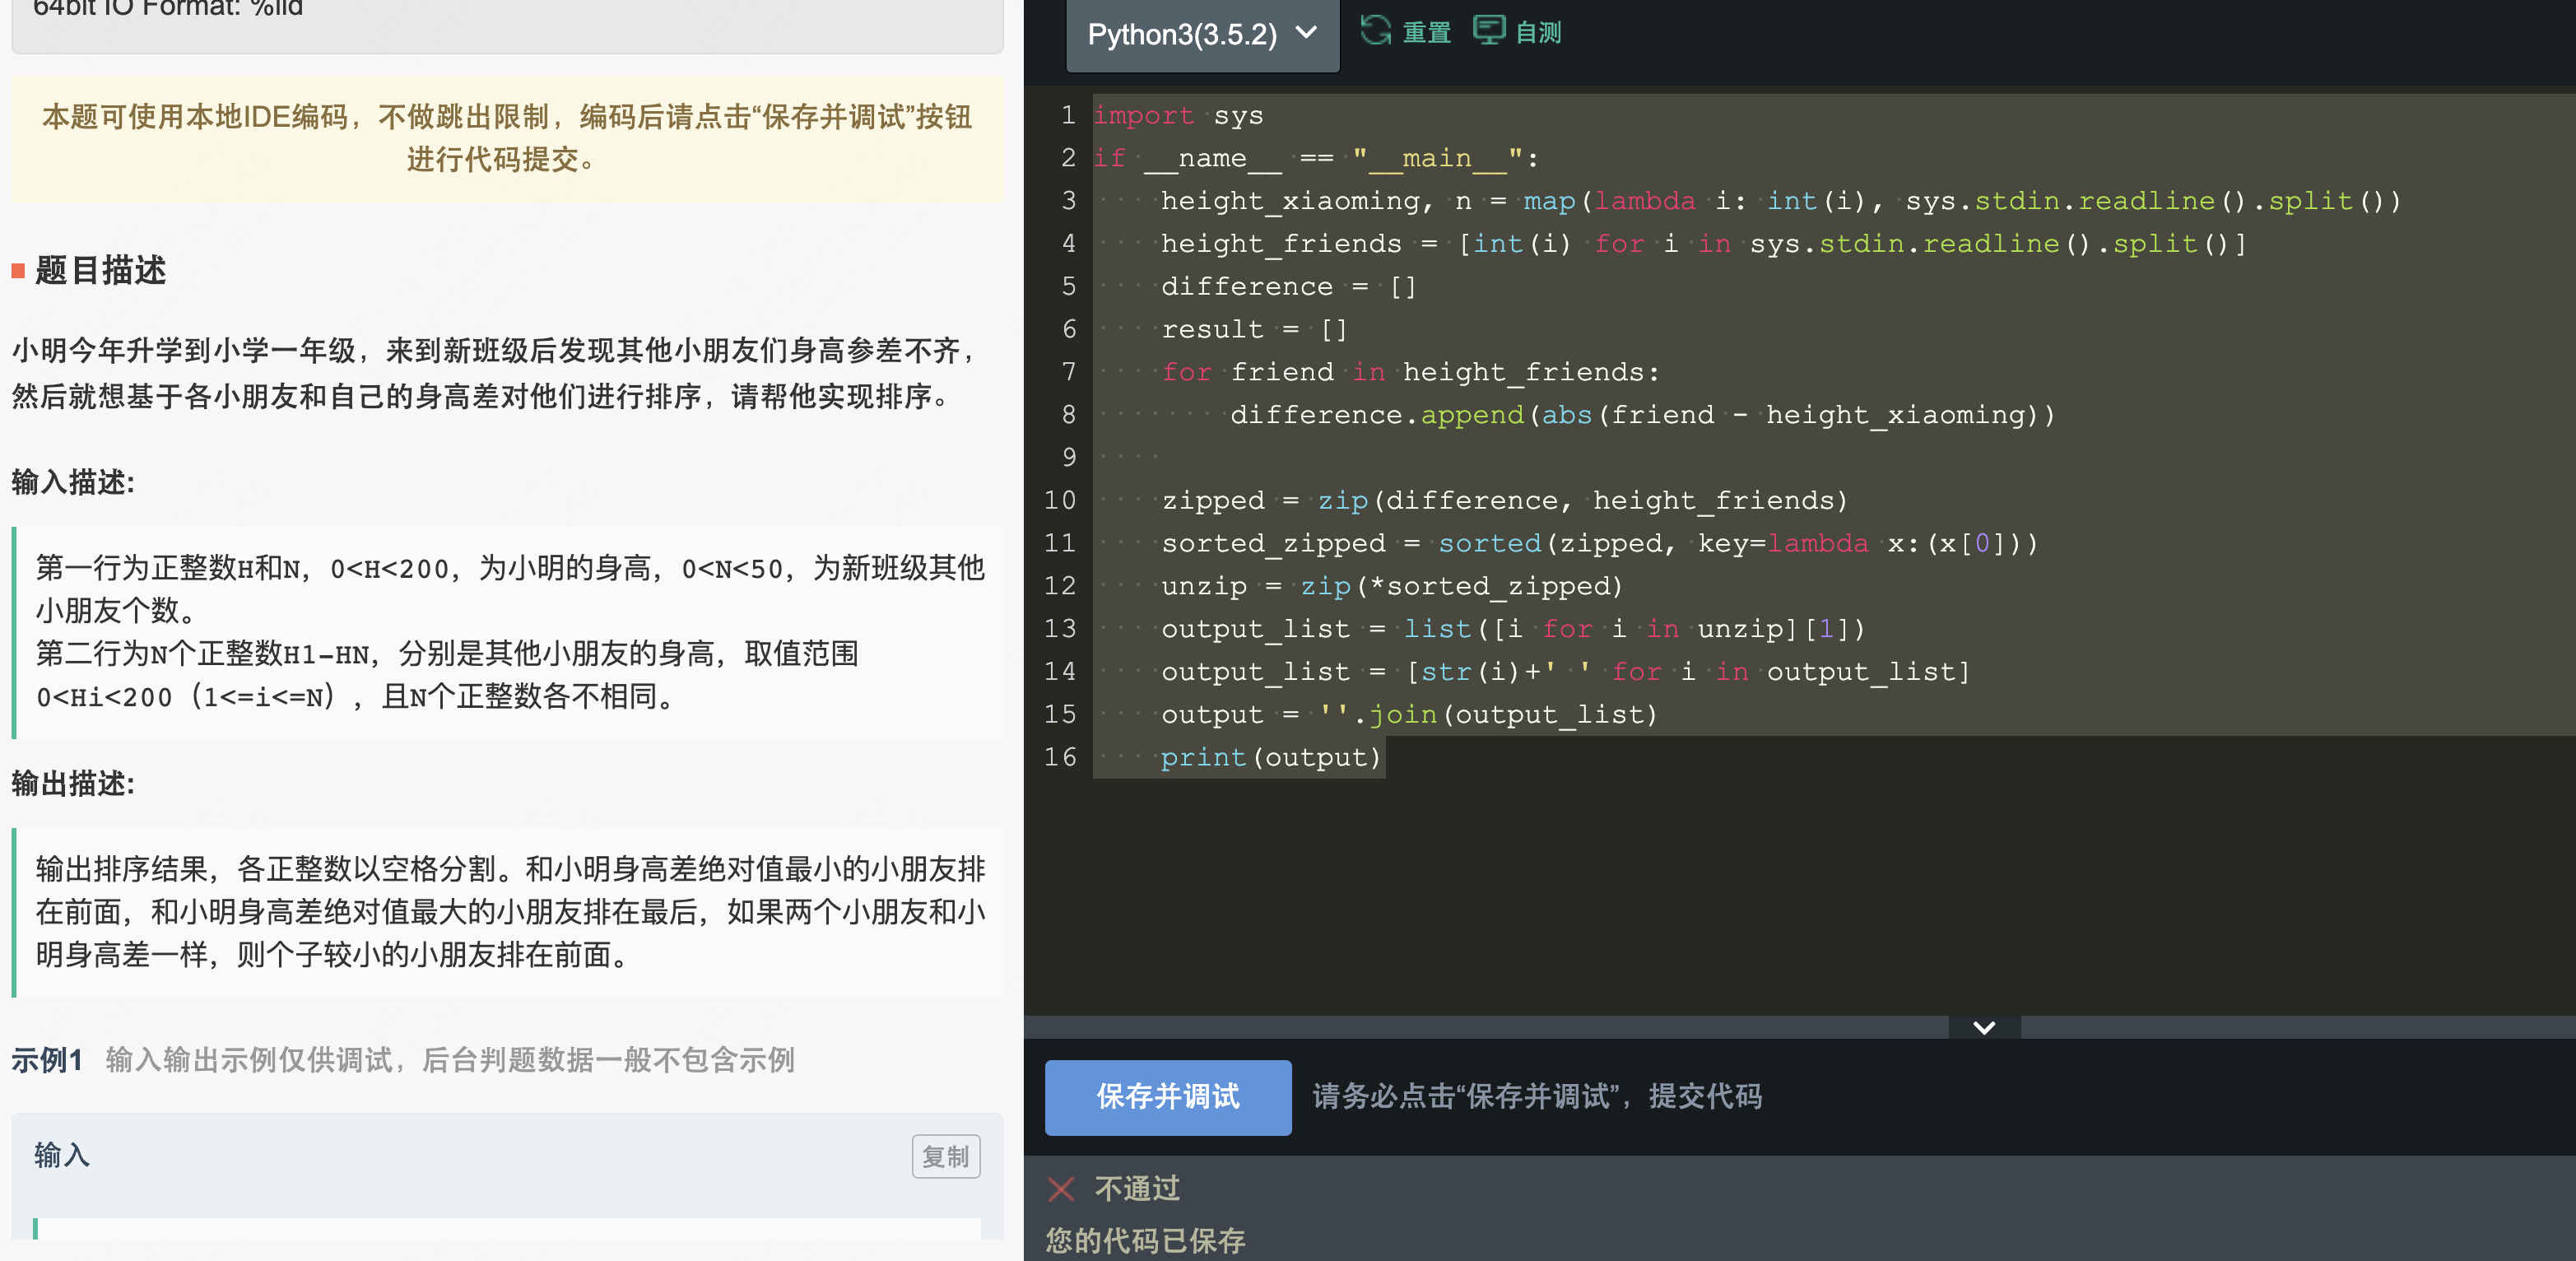 64bit IO Format: %lld
本题可使用本地IDE编码，不做跳出限制，编码后请点击“保存并调试”按钮
进行代码提交。
题目描述
小明今年升学到小学一年级，来到新班级后发现其他小朋友们身高参差不齐，
然后就想基于各小朋友和自己的身高差对他们进行排序，请帮他实现排序。
输入描述:
第一行为正整数H和N，0<H<200，为小明的身高，0<N<50，为新班级其他
小朋友个数。
第二行为N个正整数H1-HN，分别是其他小朋友的身高，取值范围
0<Hi<200（1<=i<=N），且N个正整数各不相同。
输出描述:
输出排序结果，各正整数以空格分割。和小明身高差绝对值最小的小朋友排
在前面，和小明身高差绝对值最大的小朋友排在最后，如果两个小朋友和小
明身高差一样，则个子较小的小朋友排在前面。
示例1 输入输出示例仅供调试，后台判题数据一般不包含示例
输入 复制
Python3(3.5.2) 重置 自测
1 import sys
2 if __name__ == "__main__":
3     height_xiaoming, n = map(lambda i: int(i), sys.stdin.readline().split())
4     height_friends = [int(i) for i in sys.stdin.readline().split()]
5     difference = []
6     result = []
7     for friend in height_friends:
8         difference.append(abs(friend - height_xiaoming))
9
10     zipped = zip(difference, height_friends)
11     sorted_zipped = sorted(zipped, key=lambda x:(x[0]))
12     unzip = zip(*sorted_zipped)
13     output_list = list([i for i in unzip][1])
14     output_list = [str(i)+' ' for i in output_list]
15     output = ''.join(output_list)
16     print(output)
保存并调试 请务必点击“保存并调试”，提交代码
不通过
您的代码已保存